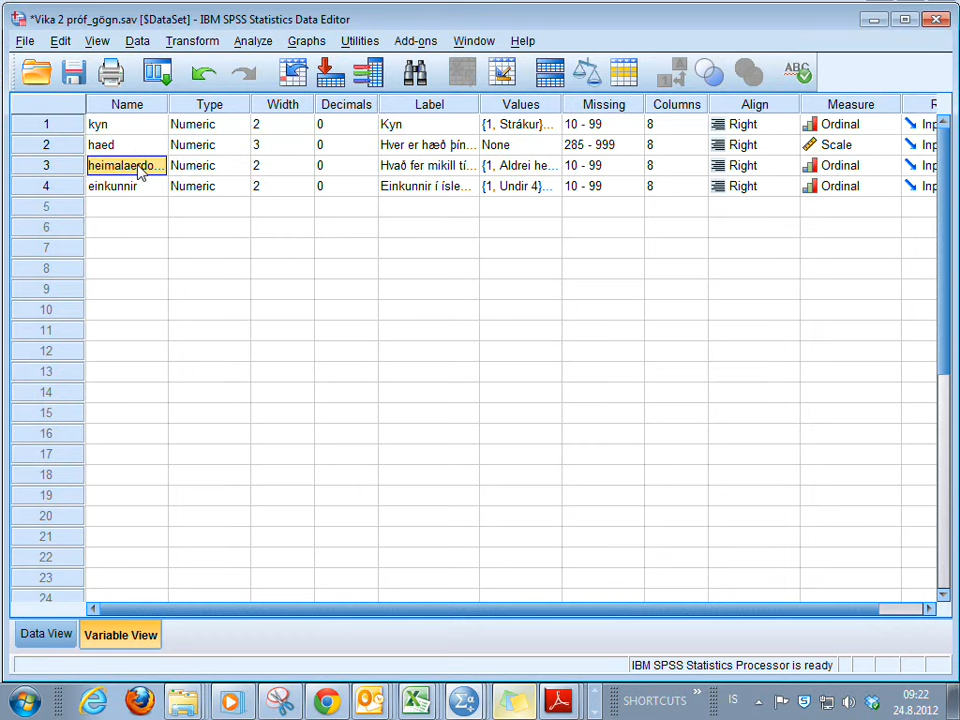 *Vika 2 próf_gögn.sav [$DataSet] - IBM SPSS Statistics Data Editor
File Edit View Data Transform Analyze Graphs Utilities Add-ons Window Help
Name Type Width Decimals Label Values Missing Columns Align Measure R
1 kyn Numeric 2 0 Kyn {1, Strákur}... 10 - 99 8 Right Ordinal Inp
2 haed Numeric 3 0 Hver er hæð þín... None 285 - 999 8 Right Scale Inp
3 heimalaerdo... Numeric 2 0 Hvað fer mikill tí... {1, Aldrei he... 10 - 99 8 Right Ordinal Inp
4 einkunnir Numeric 2 0 Einkunnir í ísle... {1, Undir 4}... 10 - 99 8 Right Ordinal Inp
5
6
7
8
9
10
11
12
13
14
15
16
17
18
19
20
21
22
23
24
Data View Variable View
IBM SPSS Statistics Processor is ready
SHORTCUTS » IS 09:22
24.8.2012